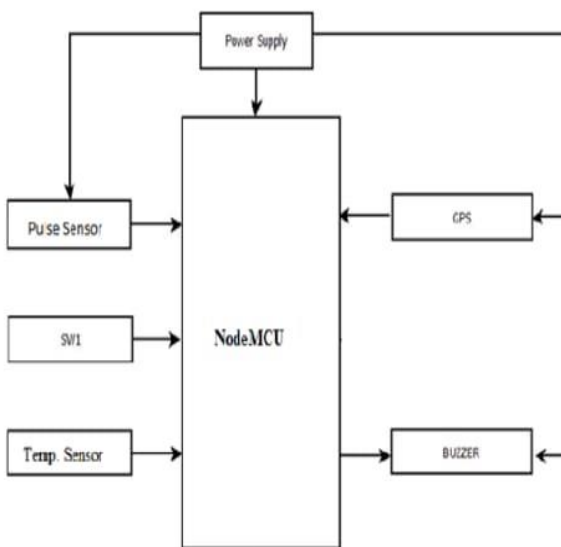 Power Supply
Pulse Sensor
GPS
SW1
NodeMCU
Temp. Sensor
BUZZER